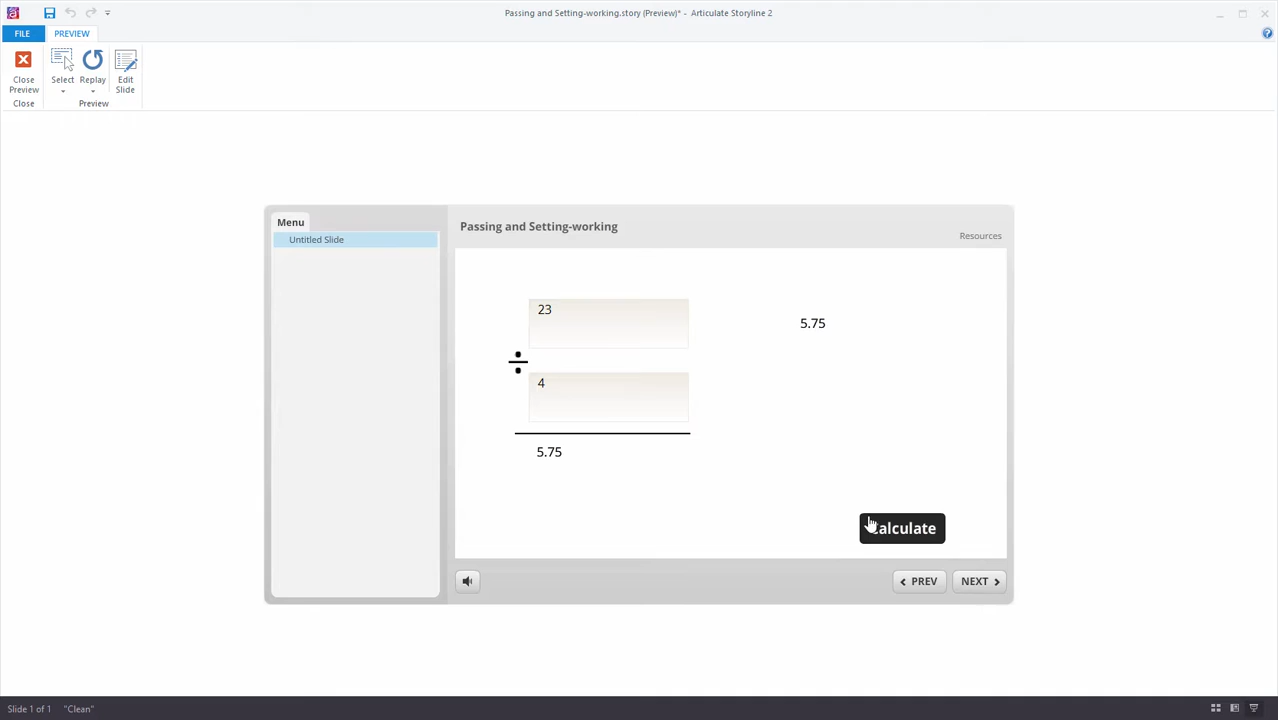 Passing and Setting-working.story (Preview)* - Articulate Storyline 2
FILE
PREVIEW
Close
Preview
Select
Replay
Edit
Slide
Close
Preview
Menu
Untitled Slide
Passing and Setting-working
Resources
23
5.75
÷
4
5.75
Calculate
PREV
NEXT
Slide 1 of 1 "Clean"